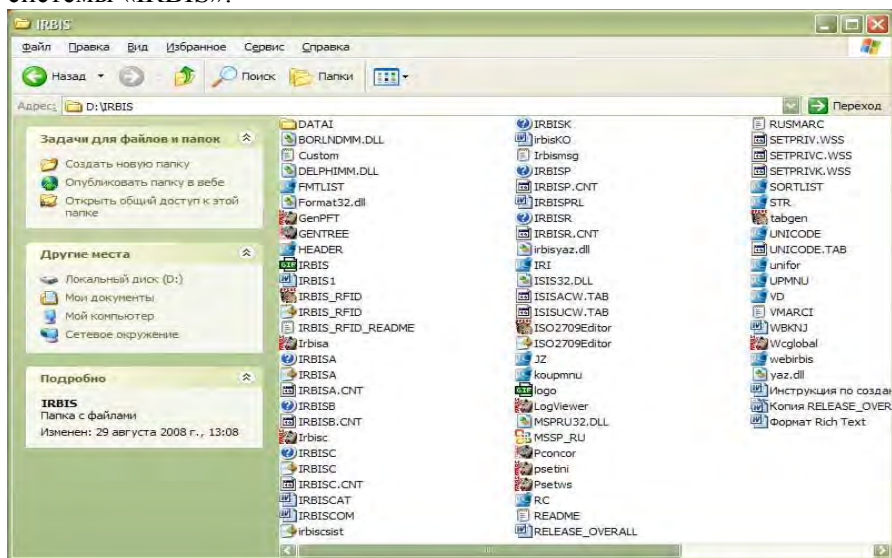 системы «IRBIS».
IRBIS
Файл Правка Вид Избранное Сервис Справка
Назад Поиск Папки
Адрес: D:\IRBIS Переход
Задачи для файлов и папок
Создать новую папку
Опубликовать папку в вебе
Открыть общий доступ к этой
папке
Другие места
Локальный диск (D:)
Мои документы
Мой компьютер
Сетевое окружение
Подробно
IRBIS
Папка с файлами
Изменен: 29 августа 2008 г., 13:08
DATAI
BORLNDMM.DLL
Custom
DELPHIMM.DLL
FMTLIST
Format32.dll
GenPFT
GENTREE
HEADER
IRBIS
IRBIS1
IRBIS_RFID
IRBIS_RFID
IRBIS_RFID_README
Irbisa
IRBISA
IRBISA
IRBISA.CNT
IRBISB
IRBISB.CNT
Irbisc
IRBISC
IRBISC
IRBISC.CNT
IRBISCAT
IRBISCOM
irbiscsist
IRBISK
irbisKO
Irbismsg
IRBISP
IRBISP.CNT
IRBISPRL
IRBISR
IRBISR.CNT
irbisyaz.dll
IRI
ISIS32.DLL
ISISACW.TAB
ISISUCW.TAB
ISO2709Editor
ISO2709Editor
JZ
koupmnu
logo
LogViewer
MSPRU32.DLL
MSSP_RU
Pconcor
psetini
Psetws
RC
README
RELEASE_OVERALL
RUSMARC
SETPRIV.WSS
SETPRIVC.WSS
SETPRIVK.WSS
SORTLIST
STR
tabgen
UNICODE
UNICODE.TAB
unifor
UPMNU
VD
VMARCI
WBKNJ
Wcglobal
webirbis
yaz.dll
Инструкция по создан
Копия RELEASE_OVER
Формат Rich Text